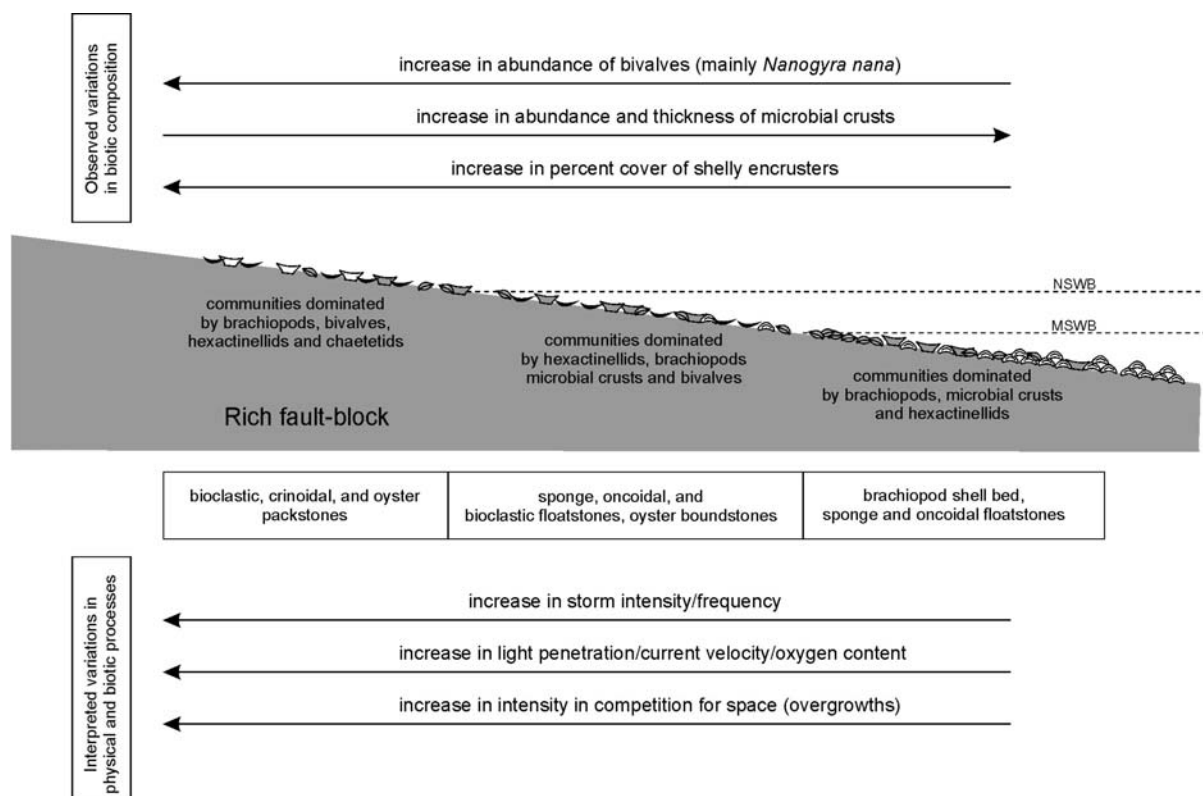 Observed variations
in biotic composition
increase in abundance of bivalves (mainly Nanogyra nana)
increase in abundance and thickness of microbial crusts
increase in percent cover of shelly encrusters
NSWB
MSWB
communities dominated
by brachiopods, bivalves,
hexactinellids and chaetetids
communities dominated
by hexactinellids, brachiopods
microbial crusts and bivalves
communities dominated
by brachiopods, microbial crusts
and hexactinellids
Rich fault-block
bioclastic, crinoidal, and oyster
packstones
sponge, oncoidal, and
bioclastic floatstones, oyster boundstones
brachiopod shell bed,
sponge and oncoidal floatstones
Interpreted variations in
physical and biotic processes
increase in storm intensity/frequency
increase in light penetration/current velocity/oxygen content
increase in intensity in competition for space (overgrowths)